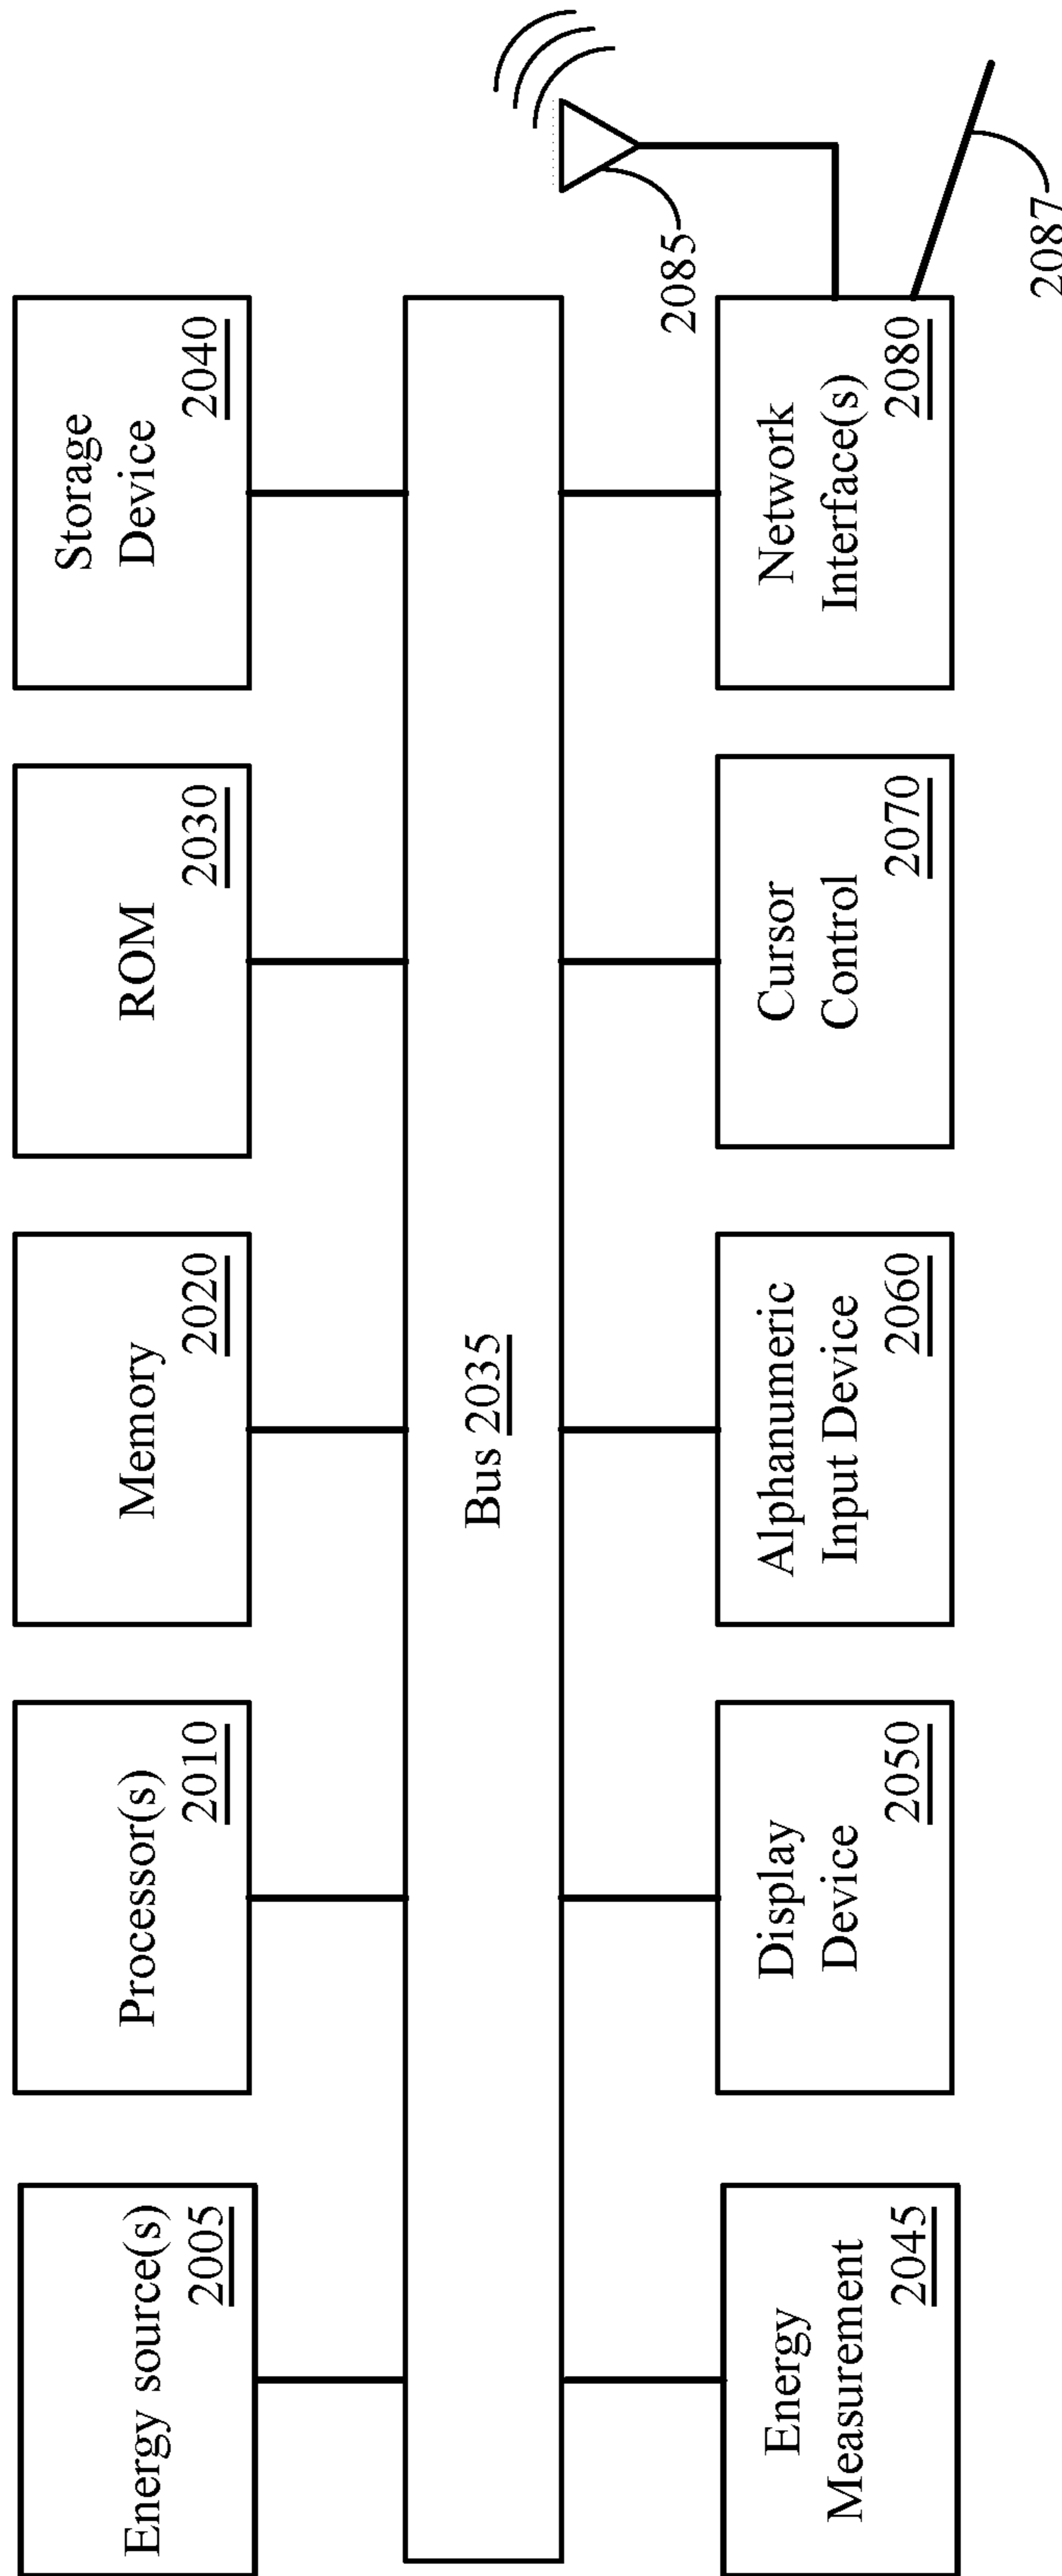 Energy source(s)
2005
Processor(s)
2010
Memory
2020
ROM
2030
Storage
Device
2040
Bus 2035
Energy
Measurement
2045
Display
Device
2050
Alphanumeric
Input Device
2060
Cursor
Control
2070
Network
Interface(s)
2080
2085
2087